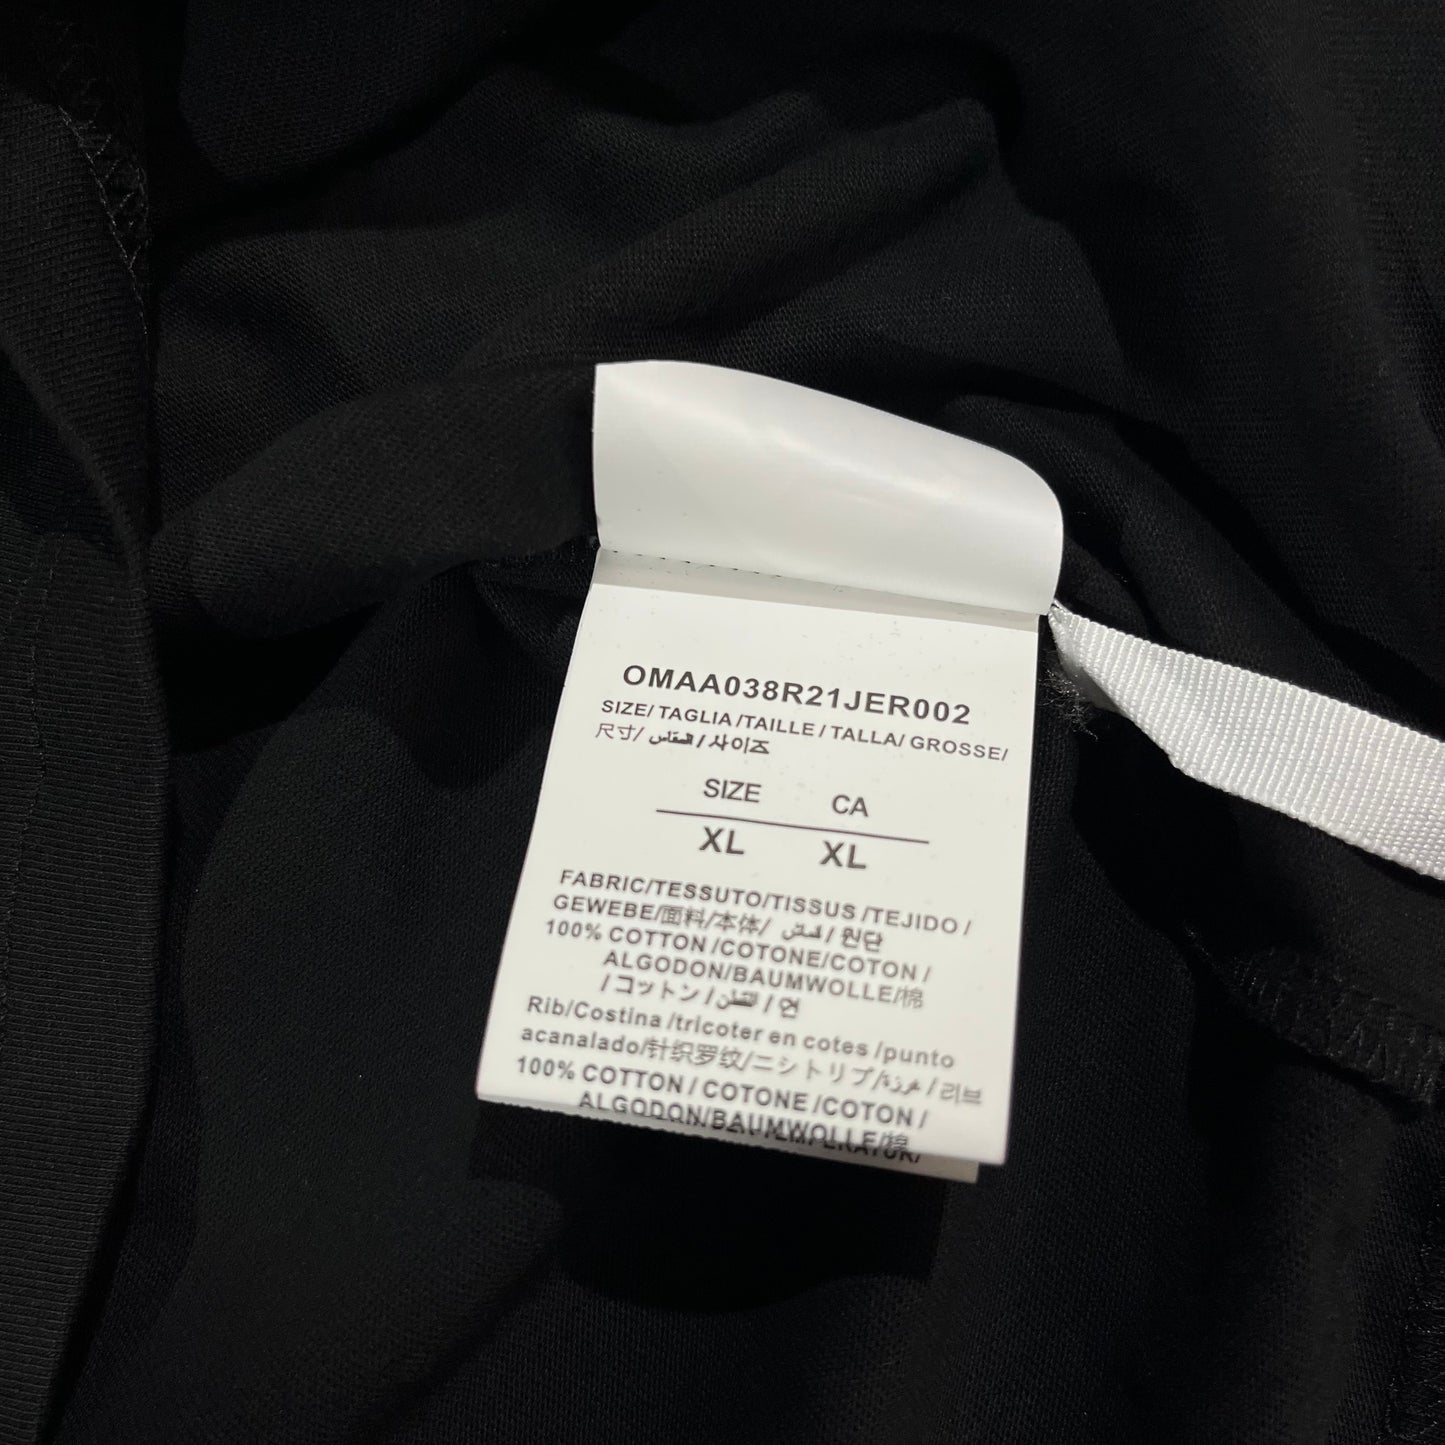 OMAA038R21JER002
SIZE/ TAGLIA /TAILLE / TALLA/ GROSSE/
尺寸/ المقاس / 사이즈
SIZE CA
XL XL
FABRIC/TESSUTO/TISSUS /TEJIDO /
GEWEBE/面料/本体/ / 원단
100% COTTON /COTONE/COTON /
ALGODON/BAUMWOLLE/棉
/ コットン / / 면
Rib/Costina /tricoter en cotes /punto
acanalado/针织罗纹/ニシトリブ/ / 리브
100% COTTON / COTONE /COTON /
ALGODON/BAUMWOLLE/棉